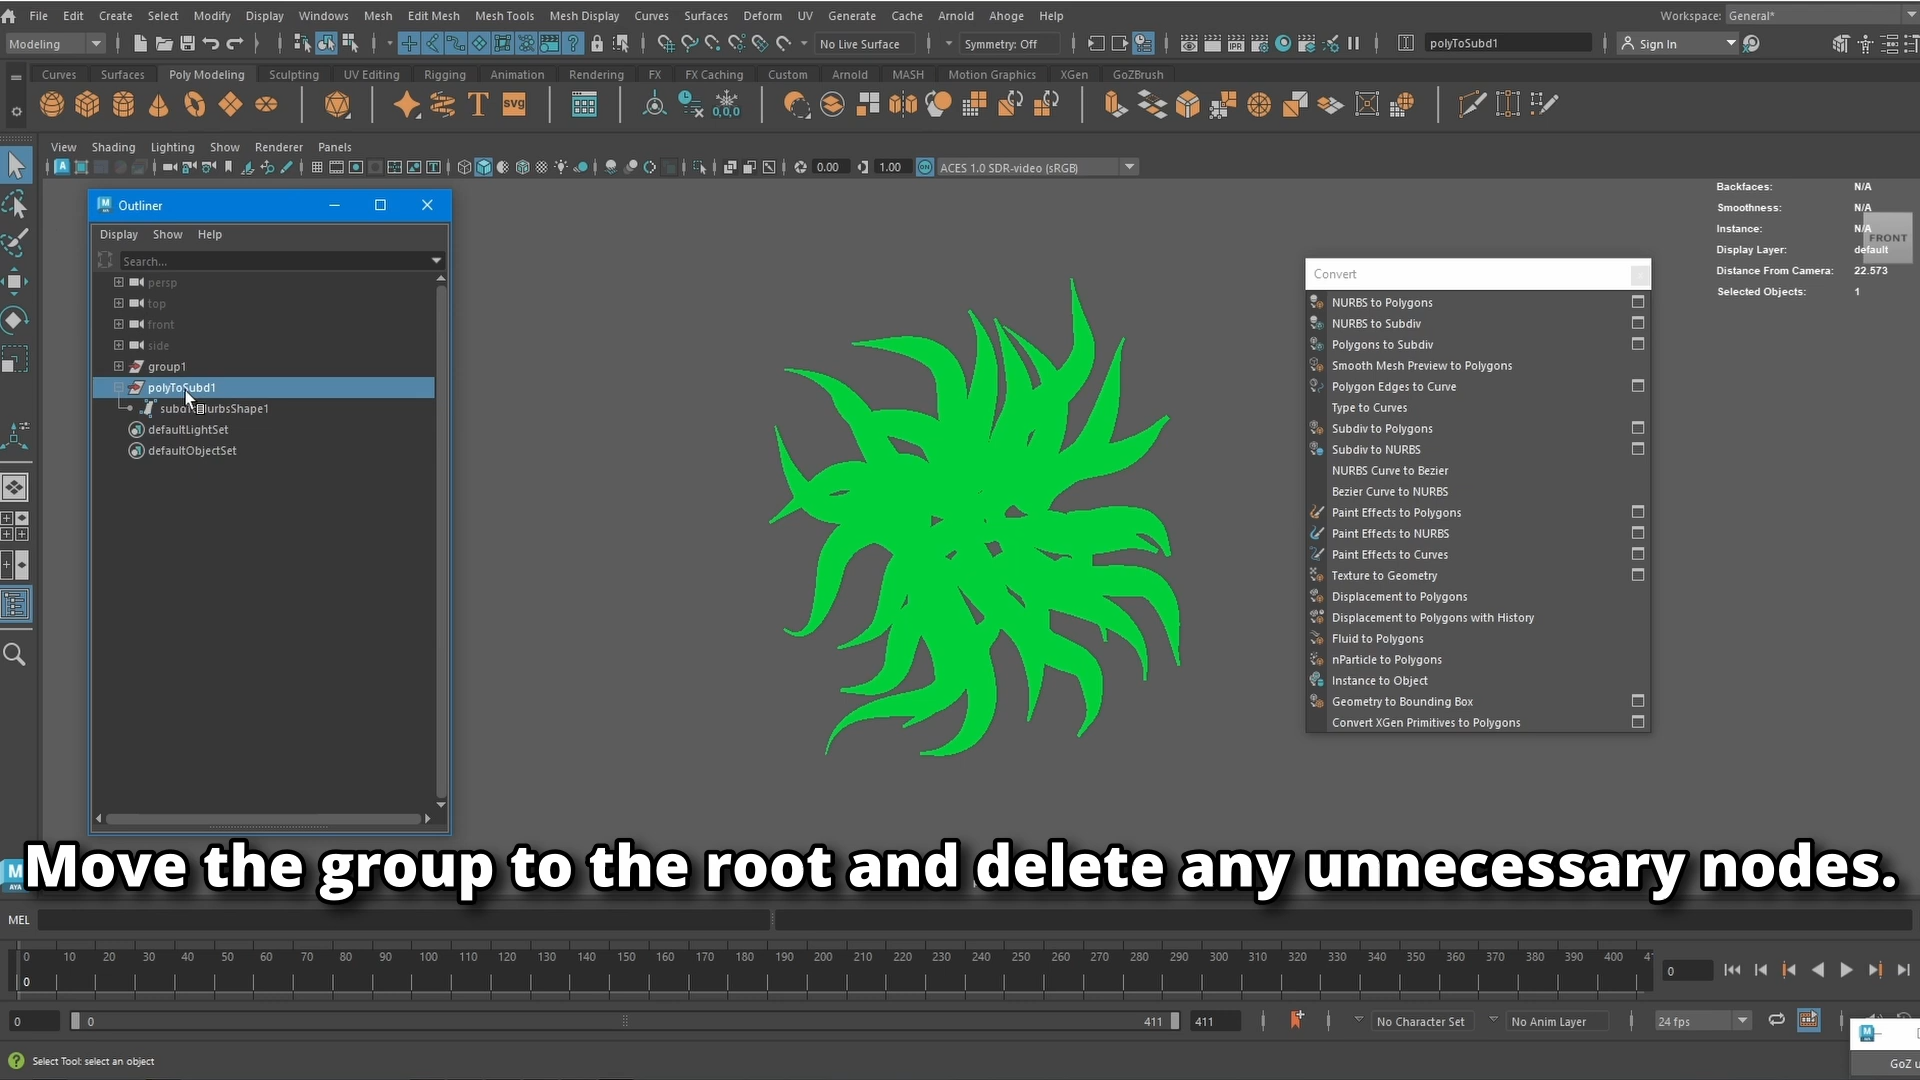 File Edit Create Select Modify Display Windows Mesh Edit Mesh Mesh Tools Mesh Display Curves Surfaces Deform UV Generate Cache Arnold Ahoge Help Workspace: General*
Modeling No Live Surface Symmetry: Off polyToSubd1 Sign In
Curves Surfaces Poly Modeling Sculpting UV Editing Rigging Animation Rendering FX FX Caching Custom Arnold MASH Motion Graphics XGen GoZBrush
SVG 0,0,0
View Shading Lighting Show Renderer Panels
0.00 1.00 ACES 1.0 SDR-video (sRGB)
Backfaces: N/A
Smoothness: N/A
Instance: N/A
Display Layer: default
Distance From Camera: 22.573
Selected Objects: 1
FRONT
Outliner
Display Show Help
Search...
persp
top
front
side
group1
polyToSubd1
defaultLightSet
defaultObjectSet
Convert
NURBS to Polygons
NURBS to Subdiv
Polygons to Subdiv
Smooth Mesh Preview to Polygons
Polygon Edges to Curve
Type to Curves
Subdiv to Polygons
Subdiv to NURBS
NURBS Curve to Bezier
Bezier Curve to NURBS
Paint Effects to Polygons
Paint Effects to NURBS
Paint Effects to Curves
Texture to Geometry
Displacement to Polygons
Displacement to Polygons with History
Fluid to Polygons
nParticle to Polygons
Instance to Object
Geometry to Bounding Box
Convert XGen Primitives to Polygons
Move the group to the root and delete any unnecessary nodes.
MEL
0 10 20 30 40 50 60 70 80 90 100 110 120 130 140 150 160 170 180 190 200 210 220 230 240 250 260 270 280 290 300 310 320 330 340 350 360 370 380 390 400
0
0
0 0 411 411 No Character Set No Anim Layer 24 fps
Select Tool: select an object
GoZ